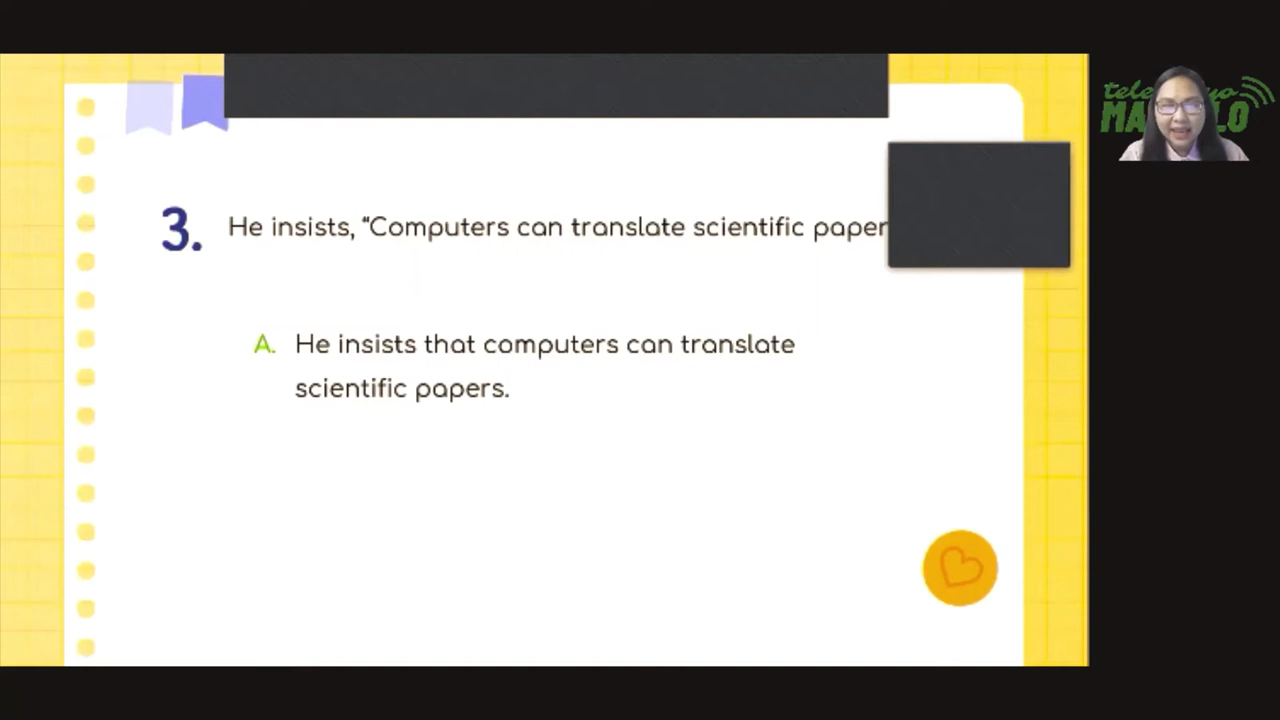 3. He insists, “Computers can translate scientific paper
A. He insists that computers can translate
scientific papers.